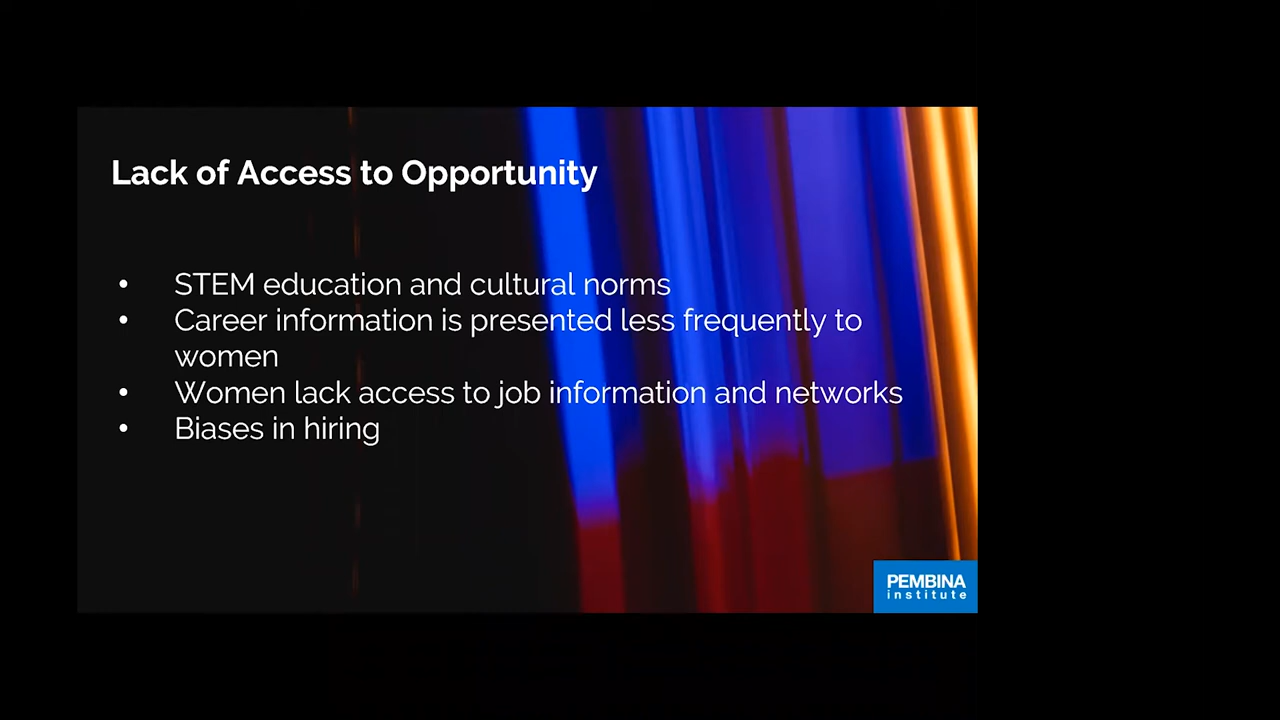 Lack of Access to Opportunity
• STEM education and cultural norms
• Career information is presented less frequently to
women
• Women lack access to job information and networks
• Biases in hiring
PEMBINA
institute